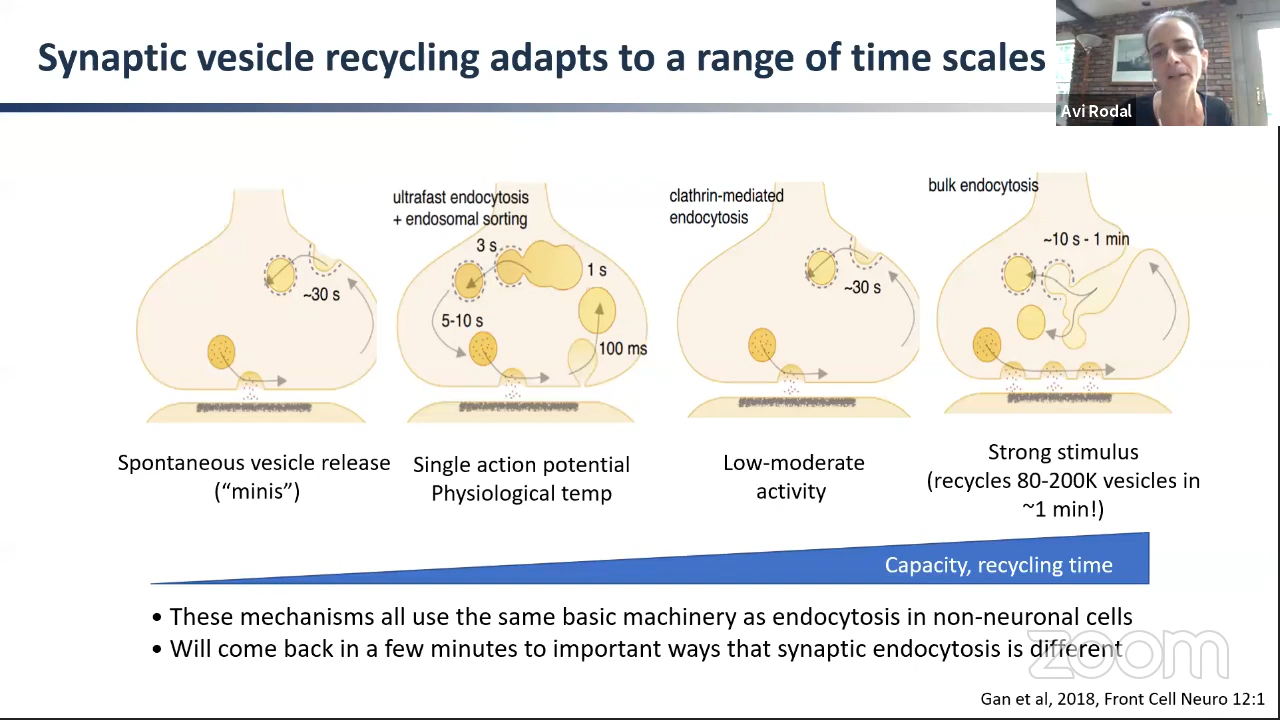 Synaptic vesicle recycling adapts to a range of time scales
Avi Rodal
~30 s
Spontaneous vesicle release
(“minis”)
ultrafast endocytosis
+ endosomal sorting
3 s
1 s
5-10 s
100 ms
Single action potential
Physiological temp
clathrin-mediated
endocytosis
~30 s
Low-moderate
activity
bulk endocytosis
~10 s - 1 min
Strong stimulus
(recycles 80-200K vesicles in
~1 min!)
Capacity, recycling time
• These mechanisms all use the same basic machinery as endocytosis in non-neuronal cells
• Will come back in a few minutes to important ways that synaptic endocytosis is different
zoom
Gan et al, 2018, Front Cell Neuro 12:1